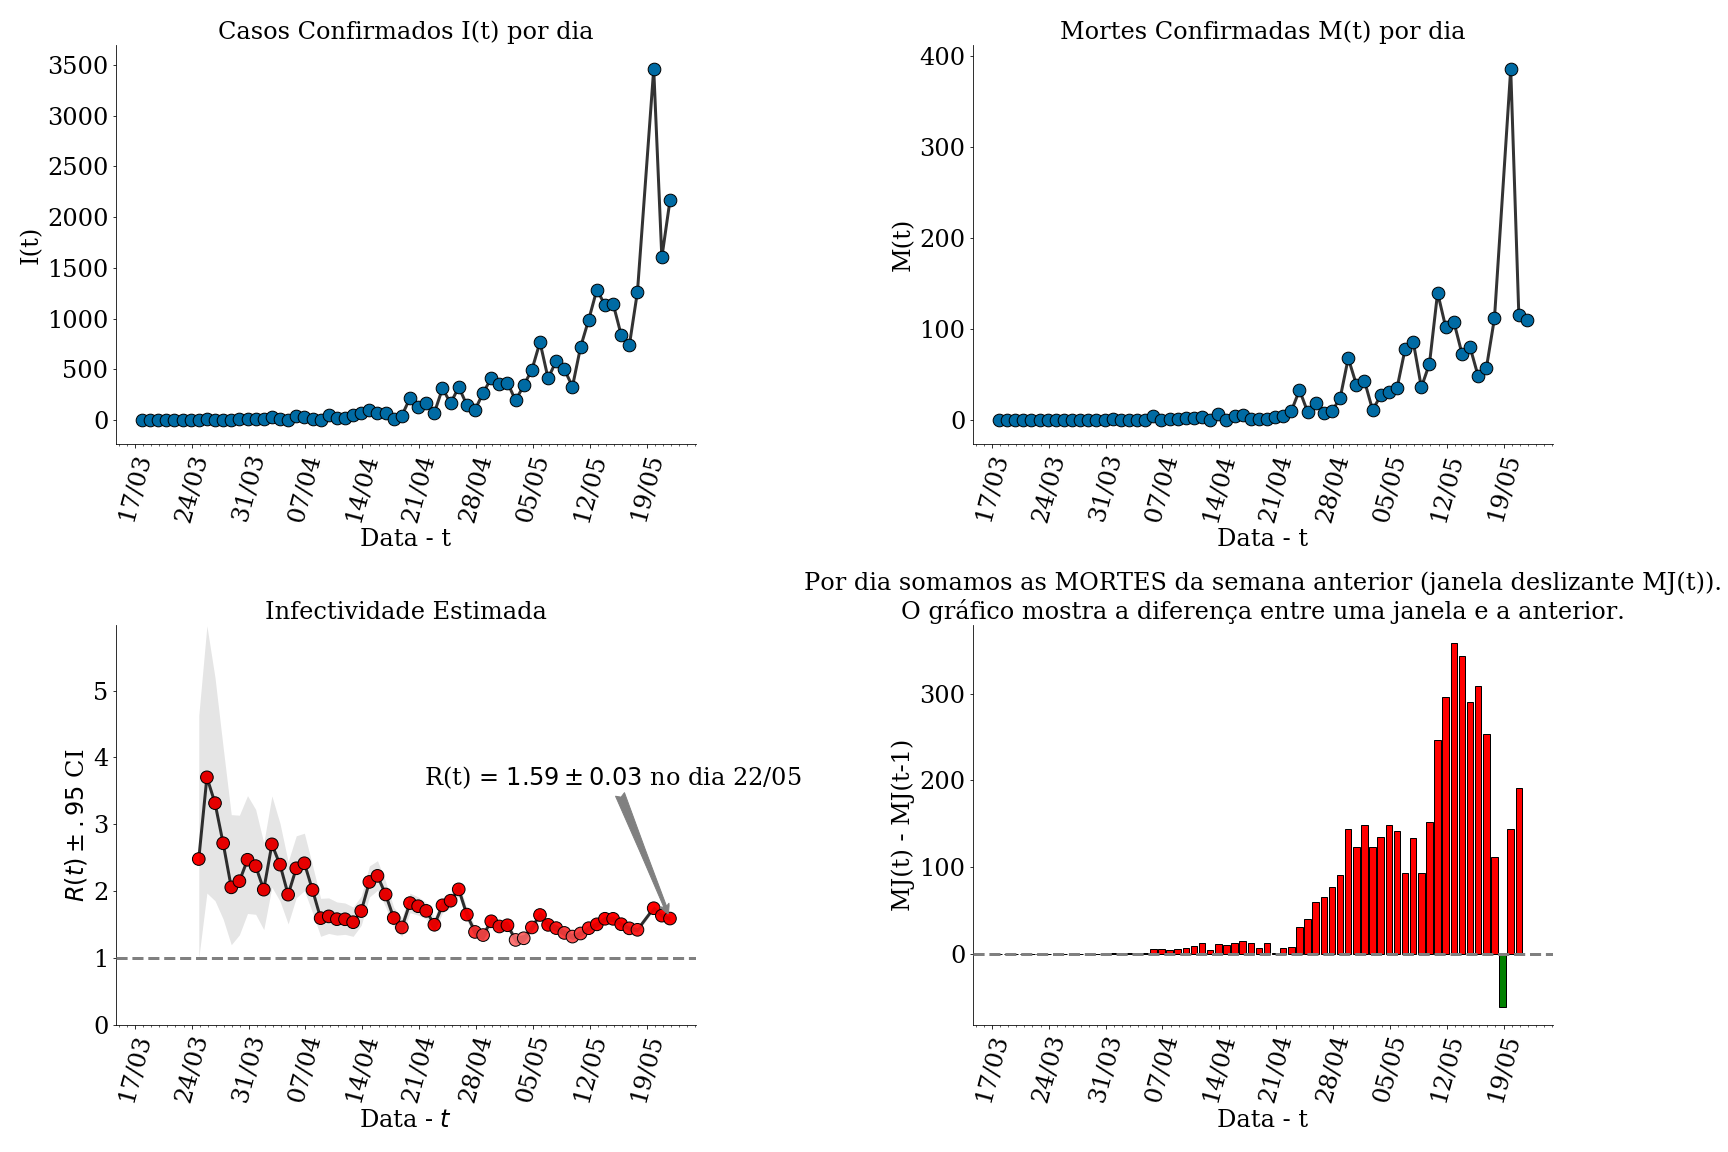 Casos Confirmados I(t) por dia
I(t)
3500
3000
2500
2000
1500
1000
500
0
17/03 24/03 31/03 07/04 14/04 21/04 28/04 05/05 12/05 19/05
Data - t
Mortes Confirmadas M(t) por dia
M(t)
400
300
200
100
0
17/03 24/03 31/03 07/04 14/04 21/04 28/04 05/05 12/05 19/05
Data - t
Infectividade Estimada
R(t) ± .95 CI
5
4
3
2
1
0
R(t) = 1.59 ± 0.03 no dia 22/05
17/03 24/03 31/03 07/04 14/04 21/04 28/04 05/05 12/05 19/05
Data - t
Por dia somamos as MORTES da semana anterior (janela deslizante MJ(t)).
O gráfico mostra a diferença entre uma janela e a anterior.
MJ(t) - MJ(t-1)
300
200
100
0
17/03 24/03 31/03 07/04 14/04 21/04 28/04 05/05 12/05 19/05
Data - t